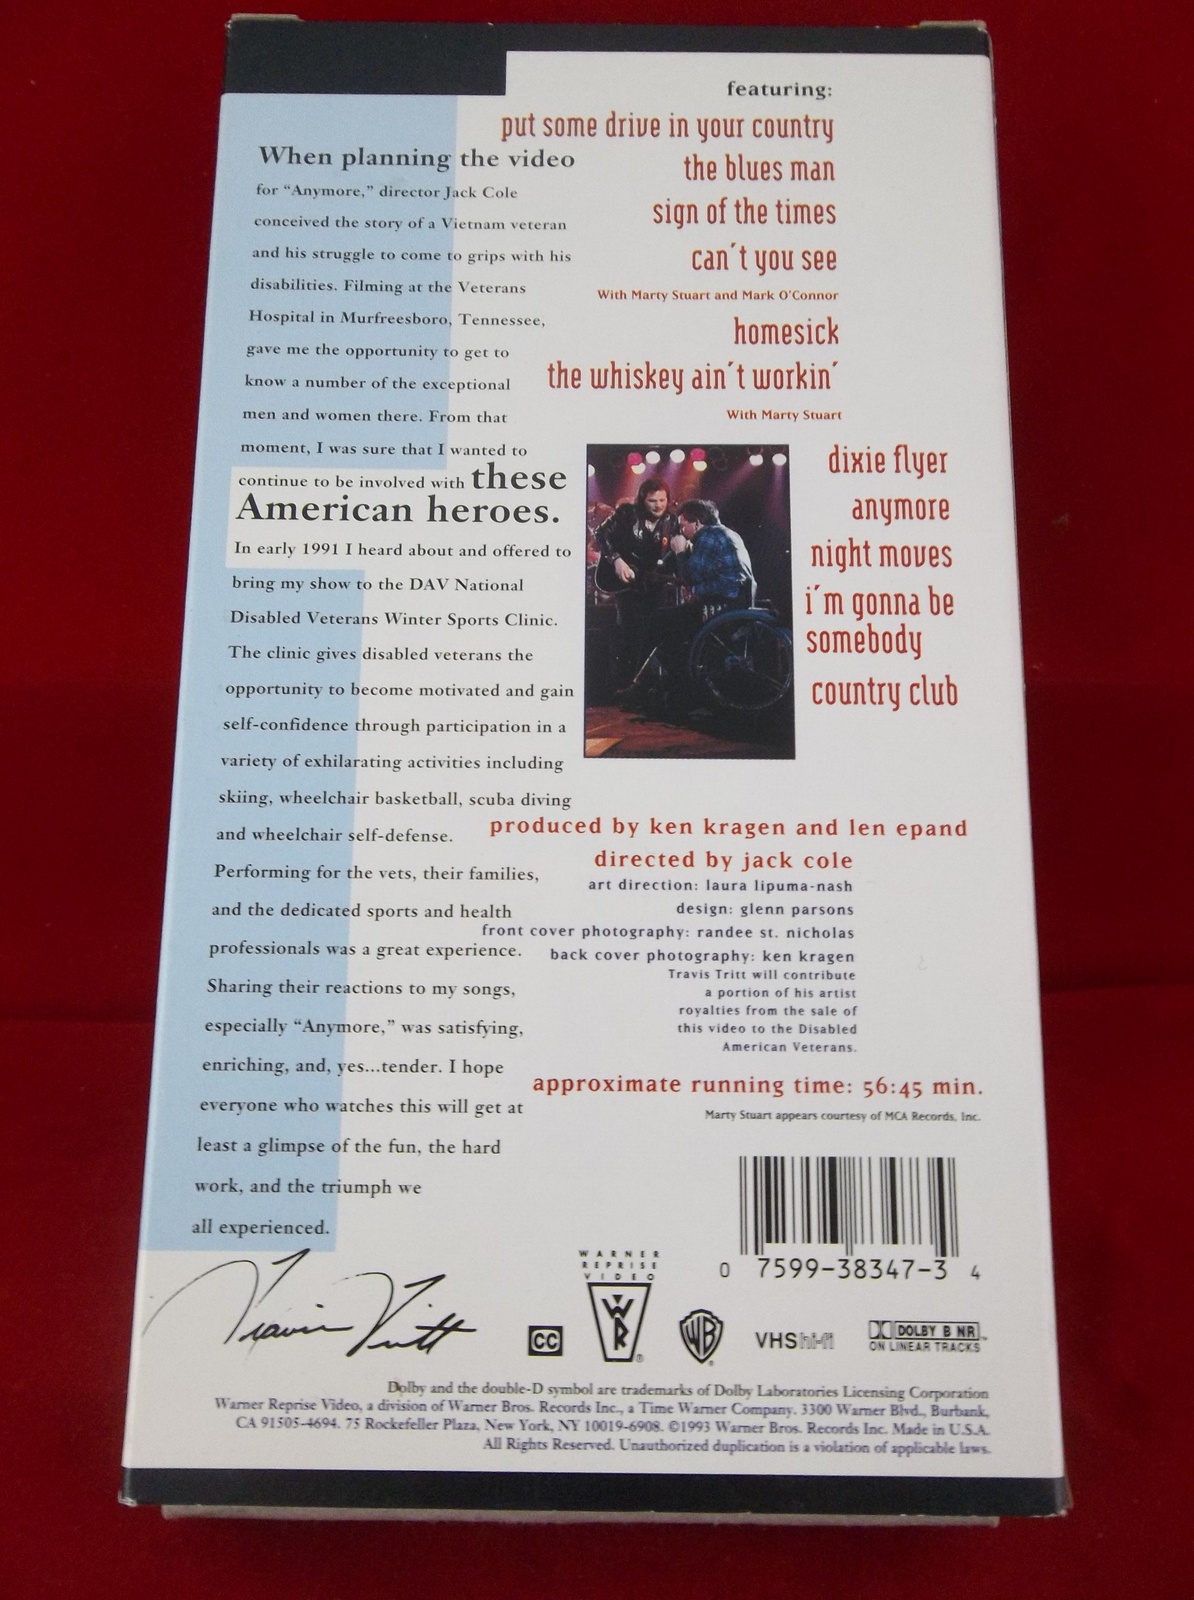 When planning the video
for “Anymore,” director Jack Cole
conceived the story of a Vietnam veteran
and his struggle to come to grips with his
disabilities. Filming at the Veterans
Hospital in Murfreesboro, Tennessee,
gave me the opportunity to get to
know a number of the exceptional
men and women there. From that
moment, I was sure that I wanted to
continue to be involved with these
American heroes.
In early 1991 I heard about and offered to
bring my show to the DAV National
Disabled Veterans Winter Sports Clinic.
The clinic gives disabled veterans the
opportunity to become motivated and gain
self-confidence through participation in a
variety of exhilarating activities including
skiing, wheelchair basketball, scuba diving
and wheelchair self-defense.
Performing for the vets, their families,
and the dedicated sports and health
professionals was a great experience.
Sharing their reactions to my songs,
especially “Anymore,” was satisfying,
enriching, and, yes...tender. I hope
everyone who watches this will get at
least a glimpse of the fun, the hard
work, and the triumph we
all experienced.
Travis Tritt
featuring:
put some drive in your country
the blues man
sign of the times
can´t you see
With Marty Stuart and Mark O'Connor
homesick
the whiskey ain´t workin´
With Marty Stuart
dixie flyer
anymore
night moves
i´m gonna be
somebody
country club
produced by ken kragen and len epand
directed by jack cole
art direction: laura lipuma-nash
design: glenn parsons
front cover photography: randee st. nicholas
back cover photography: ken kragen
Travis Tritt will contribute
a portion of his artist
royalties from the sale of
this video to the Disabled
American Veterans.
approximate running time: 56:45 min.
Marty Stuart appears courtesy of MCA Records, Inc.
0 7599-38347-3 4
WARNER
REPRISE
VIDEO
WR®
CC
WB
VHS hi-fi
DOLBY B NR™
ON LINEAR TRACKS
Dolby and the double-D symbol are trademarks of Dolby Laboratories Licensing Corporation
Warner Reprise Video, a division of Warner Bros. Records Inc., a Time Warner Company. 3300 Warner Blvd., Burbank,
CA 91505-4694. 75 Rockefeller Plaza, New York, NY 10019-6908. ©1993 Warner Bros. Records Inc. Made in U.S.A.
All Rights Reserved. Unauthorized duplication is a violation of applicable laws.